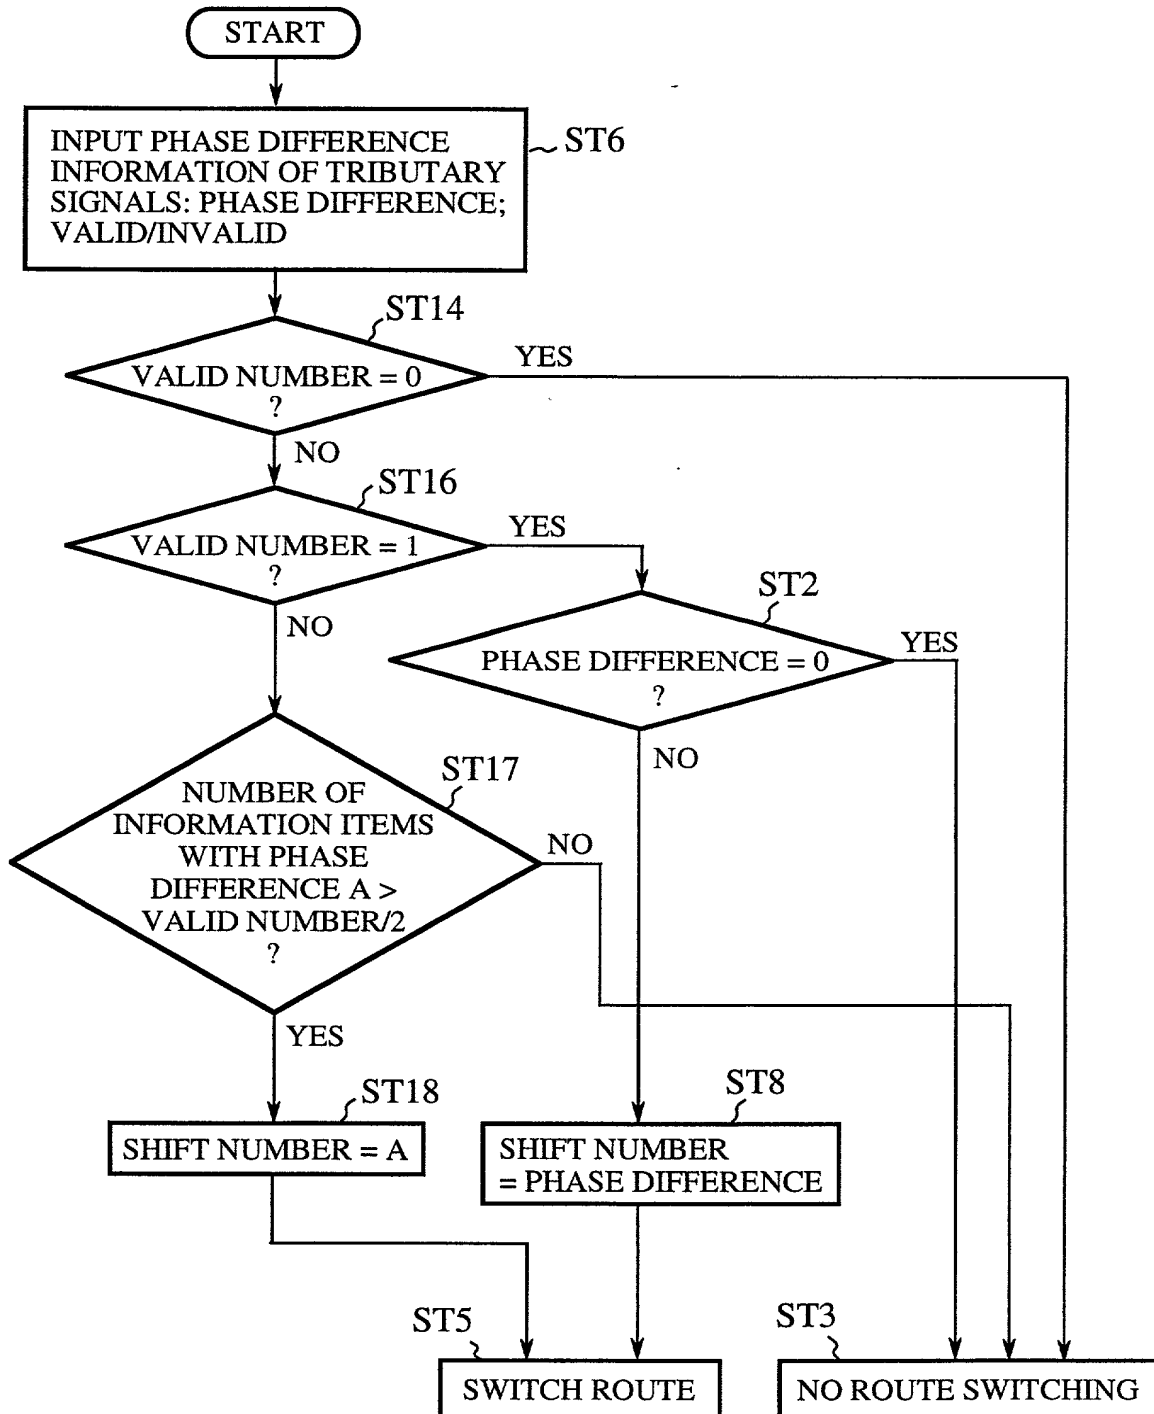 START
INPUT PHASE DIFFERENCE
INFORMATION OF TRIBUTARY
SIGNALS: PHASE DIFFERENCE;
VALID/INVALID
ST6
ST14
VALID NUMBER = 0
?
YES
NO
ST16
VALID NUMBER = 1
?
YES
NO
ST2
PHASE DIFFERENCE = 0
?
YES
NO
ST17
NUMBER OF
INFORMATION ITEMS
WITH PHASE
DIFFERENCE A >
VALID NUMBER/2
?
NO
YES
ST18
SHIFT NUMBER = A
ST8
SHIFT NUMBER
= PHASE DIFFERENCE
ST5
SWITCH ROUTE
ST3
NO ROUTE SWITCHING